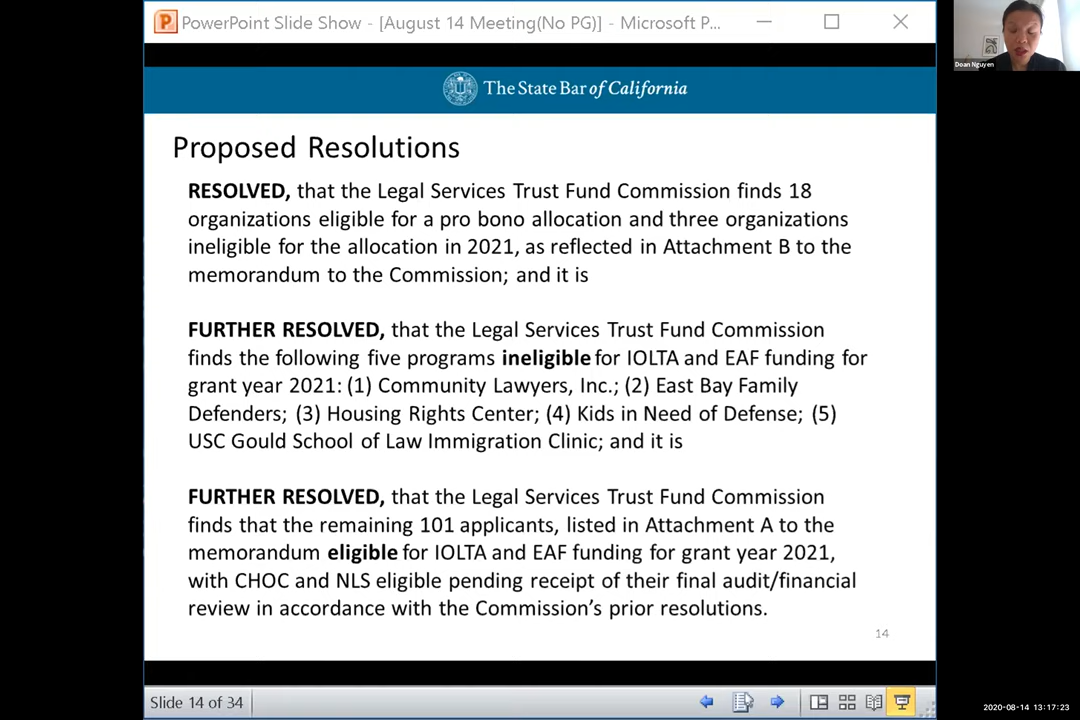 PowerPoint Slide Show - [August 14 Meeting(No PG)] - Microsoft P...
Doan Nguyen
The State Bar of California
Proposed Resolutions
RESOLVED, that the Legal Services Trust Fund Commission finds 18
organizations eligible for a pro bono allocation and three organizations
ineligible for the allocation in 2021, as reflected in Attachment B to the
memorandum to the Commission; and it is
FURTHER RESOLVED, that the Legal Services Trust Fund Commission
finds the following five programs ineligible for IOLTA and EAF funding for
grant year 2021: (1) Community Lawyers, Inc.; (2) East Bay Family
Defenders; (3) Housing Rights Center; (4) Kids in Need of Defense; (5)
USC Gould School of Law Immigration Clinic; and it is
FURTHER RESOLVED, that the Legal Services Trust Fund Commission
finds that the remaining 101 applicants, listed in Attachment A to the
memorandum eligible for IOLTA and EAF funding for grant year 2021,
with CHOC and NLS eligible pending receipt of their final audit/financial
review in accordance with the Commission's prior resolutions.
14
Slide 14 of 34
2020-08-14 13:17:23